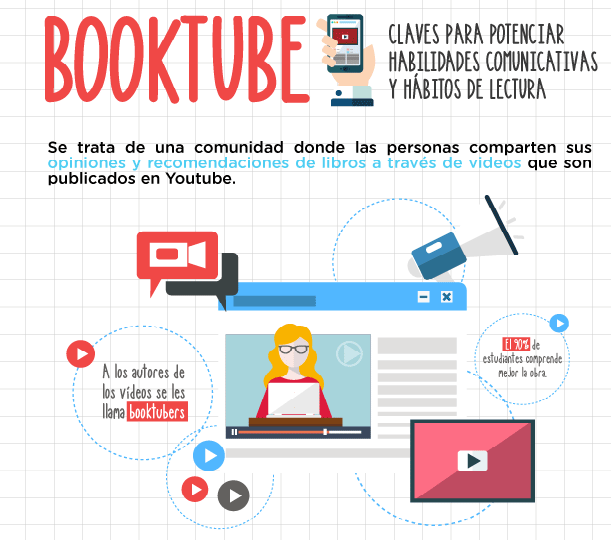 BOOKTUBE
CLAVES PARA POTENCIAR
HABILIDADES COMUNICATIVAS
Y HÁBITOS DE LECTURA
Se trata de una comunidad donde las personas comparten sus
opiniones y recomendaciones de libros a través de videos que son
publicados en Youtube.
A los autores de
los vídeos se les
llama booktubers
El 90% de
estudiantes comprende
mejor la obra.